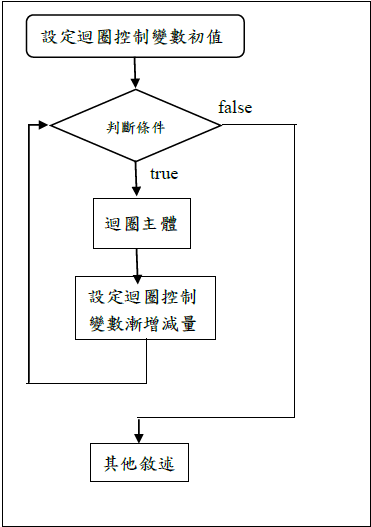 設定迴圈控制變數初值
false
判斷條件
true
迴圈主體
設定迴圈控制
變數漸增減量
其他敘述